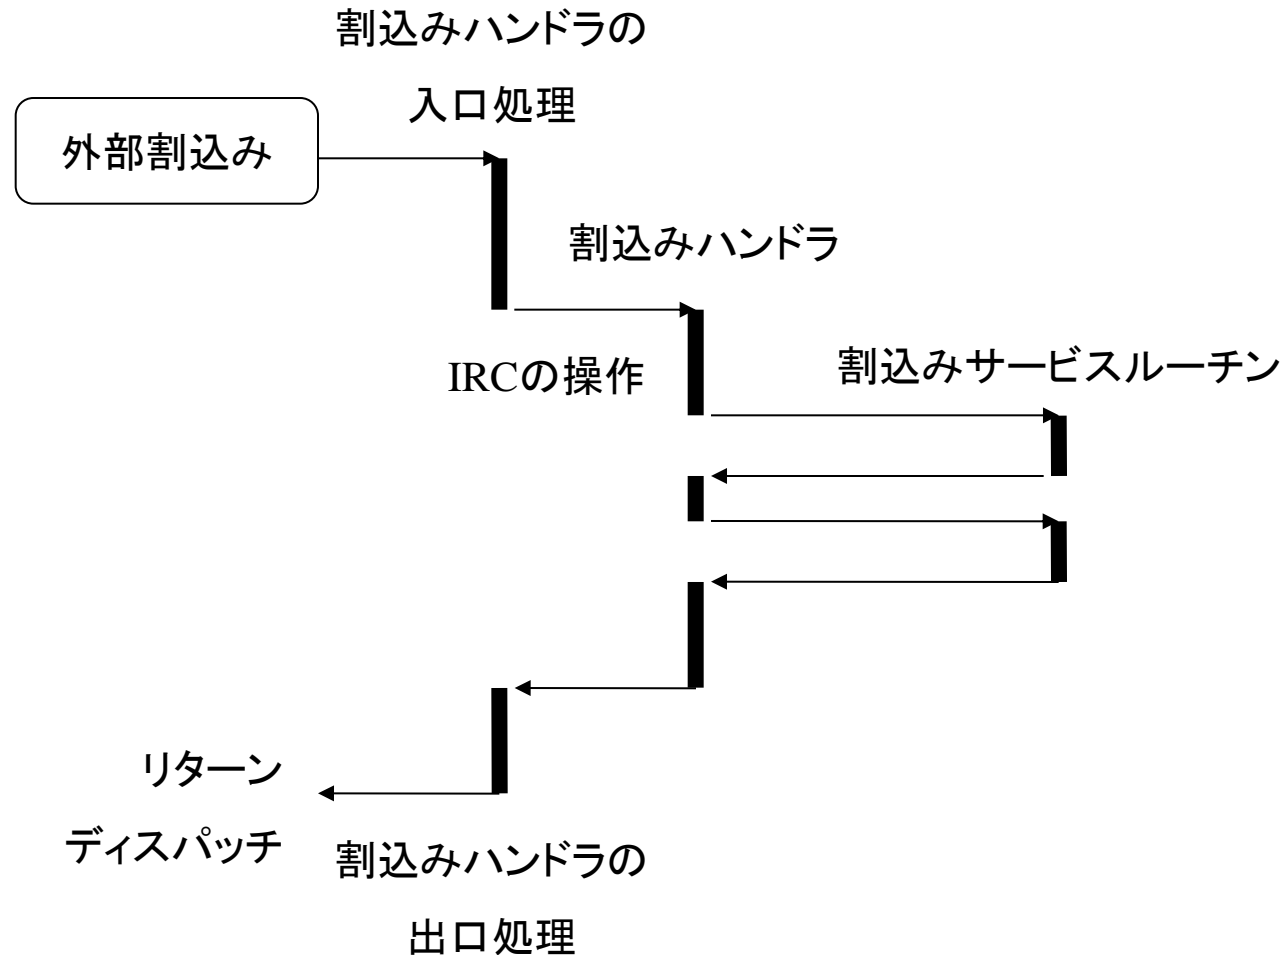 割込みハンドラの
入口処理
外部割込み
割込みハンドラ
割込みサービスルーチン
IRCの操作
リターン
ディスパッチ
割込みハンドラの
出口処理